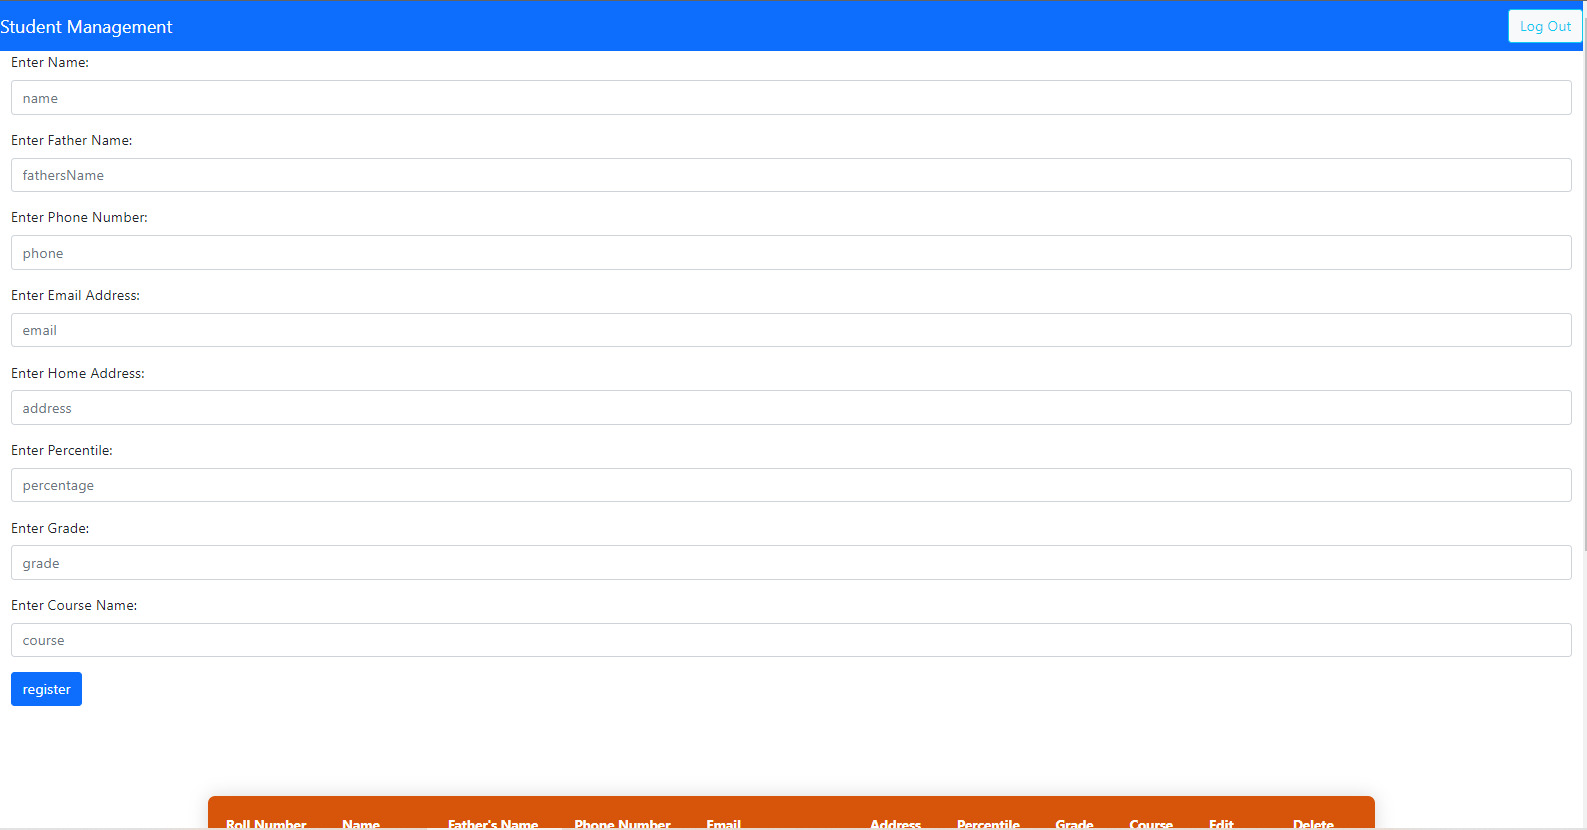 Student Management
Log Out
Enter Name:
name
Enter Father Name:
fathersName
Enter Phone Number:
phone
Enter Email Address:
email
Enter Home Address:
address
Enter Percentile:
percentage
Enter Grade:
grade
Enter Course Name:
course
register
Roll Number Name Father's Name Phone Number Email Address Percentile Grade Course Edit Delete